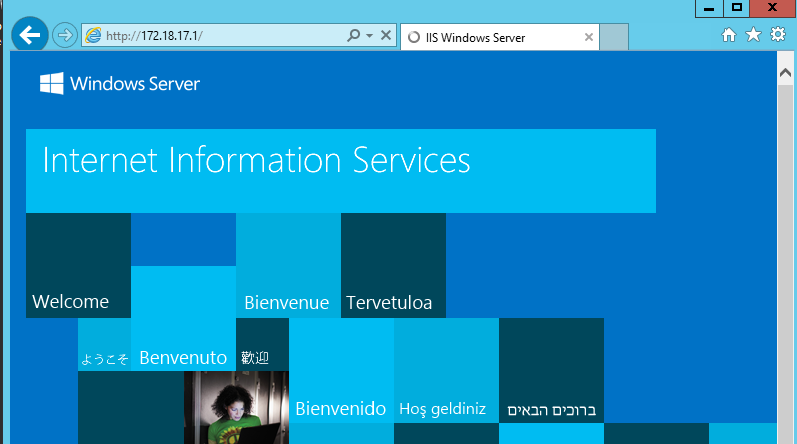 http://172.18.17.1/
IIS Windows Server
Windows Server
Internet Information Services
Welcome
Bienvenue
Tervetuloa
ようこそ
Benvenuto
歡迎
Bienvenido
Hoş geldiniz
ברוכים הבאים